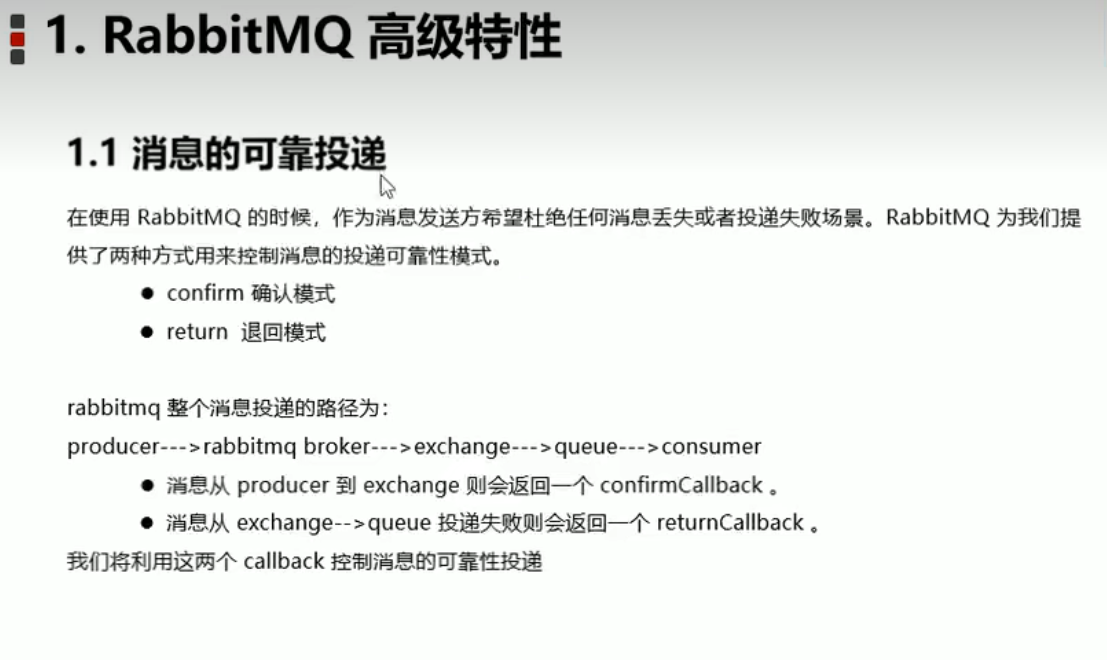 1. RabbitMQ 高级特性
1.1 消息的可靠投递
在使用 RabbitMQ 的时候，作为消息发送方希望杜绝任何消息丢失或者投递失败场景。RabbitMQ 为我们提
供了两种方式用来控制消息的投递可靠性模式。
● confirm 确认模式
● return 退回模式
rabbitmq 整个消息投递的路径为：
producer--->rabbitmq broker--->exchange--->queue--->consumer
● 消息从 producer 到 exchange 则会返回一个 confirmCallback 。
● 消息从 exchange-->queue 投递失败则会返回一个 returnCallback 。
我们将利用这两个 callback 控制消息的可靠性投递